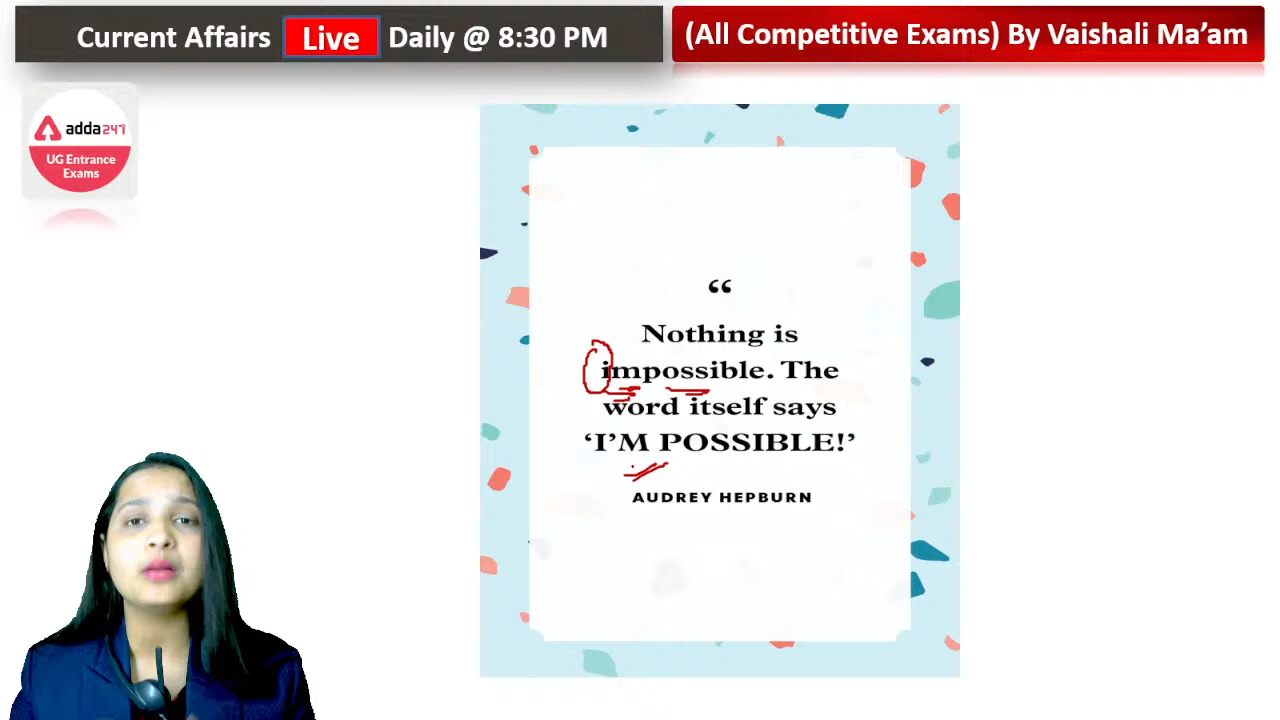 Current Affairs Live Daily @ 8:30 PM
(All Competitive Exams) By Vaishali Ma’am
adda247
UG Entrance
Exams
“
Nothing is
impossible. The
word itself says
‘I’M POSSIBLE!’
AUDREY HEPBURN